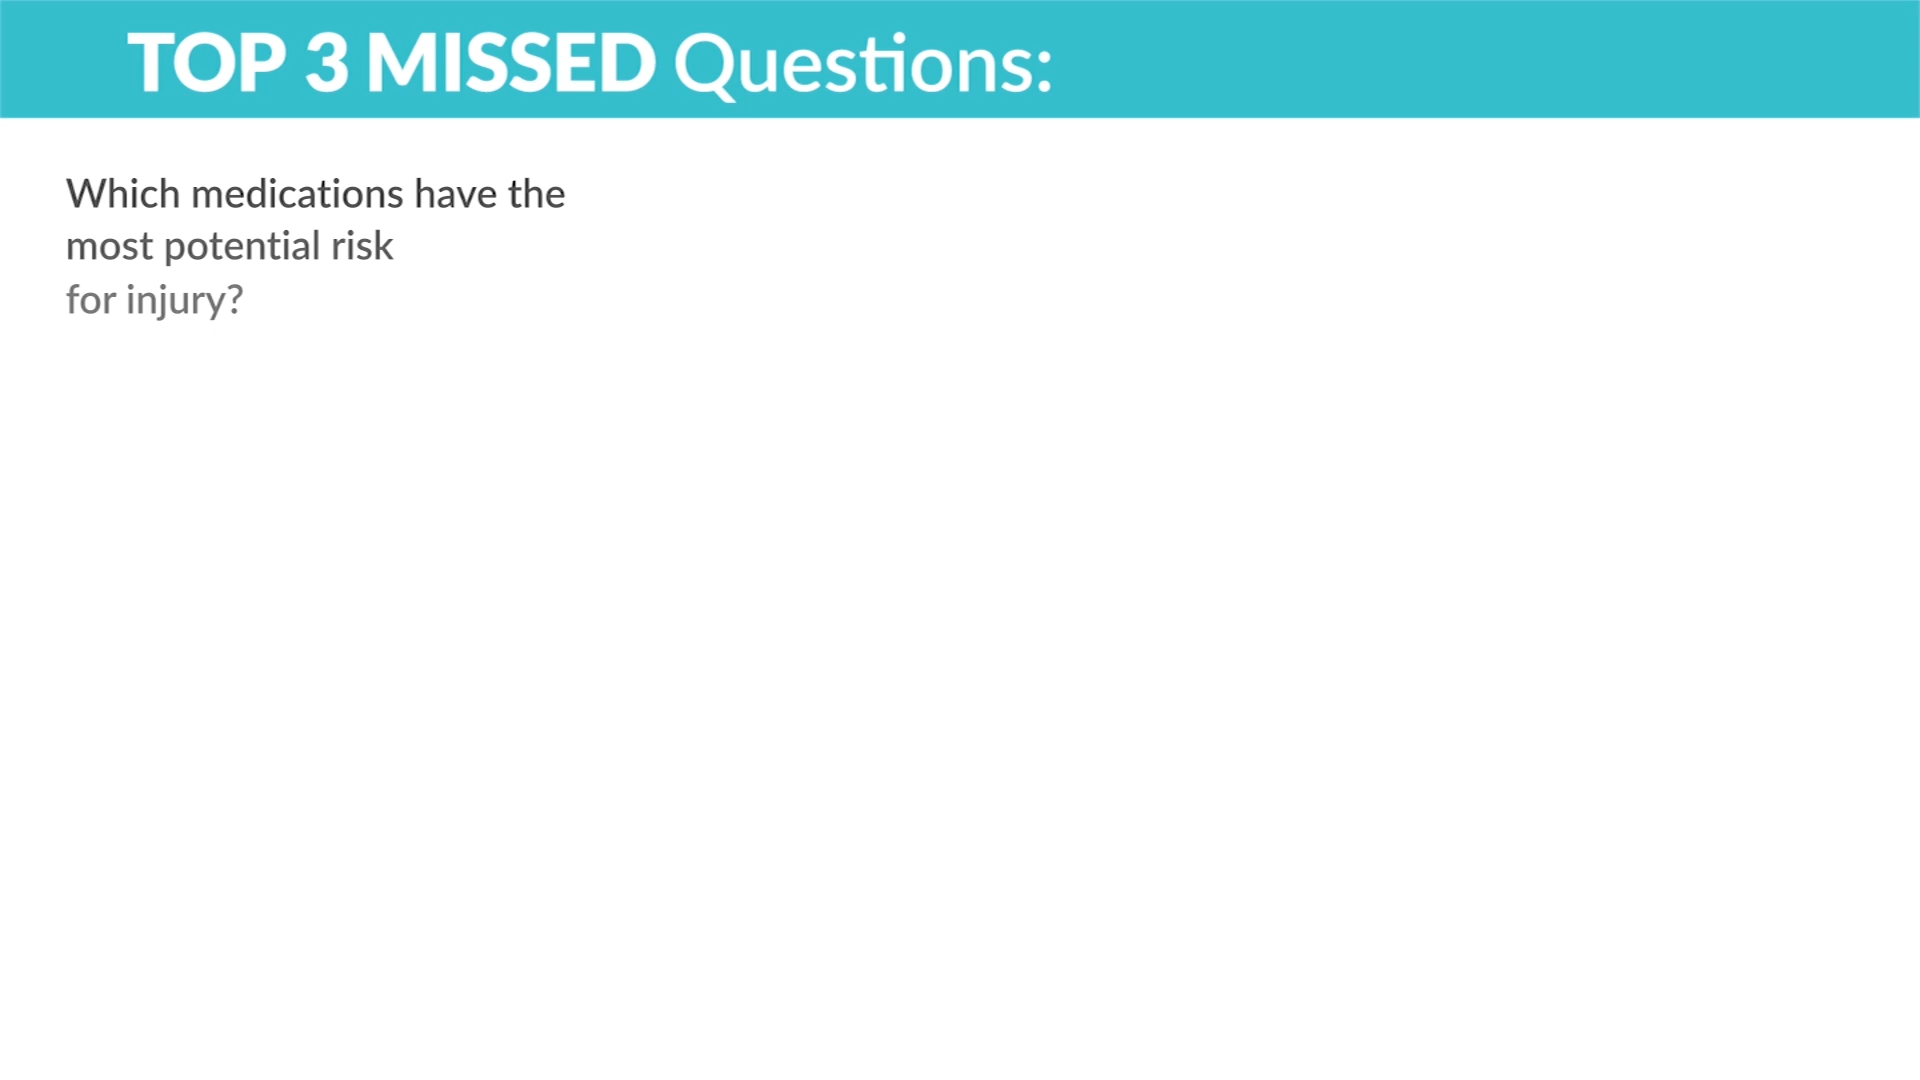 TOP 3 MISSED Questions:
Which medications have the
most potential risk
for injury?